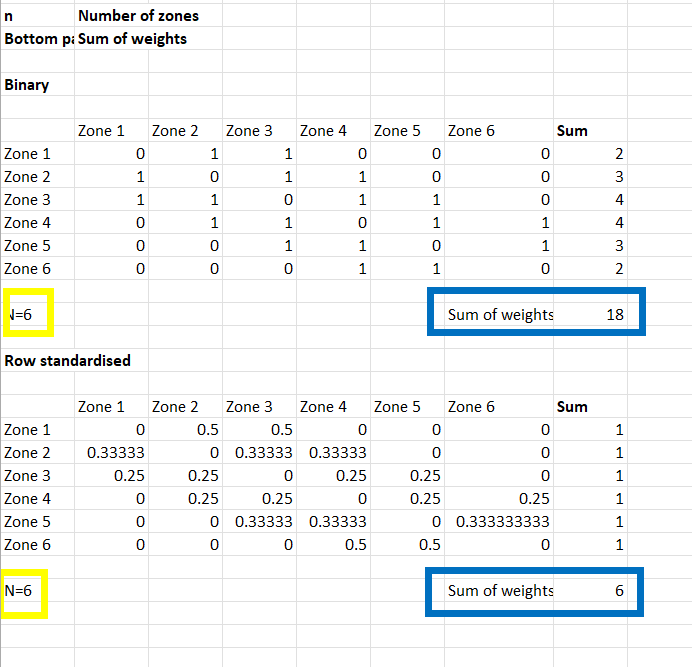 n Number of zones
Bottom pa Sum of weights
Binary
Zone 1 Zone 2 Zone 3 Zone 4 Zone 5 Zone 6 Sum
Zone 1 0 1 1 0 0 0 2
Zone 2 1 0 1 1 0 0 3
Zone 3 1 1 0 1 1 0 4
Zone 4 0 1 1 0 1 1 4
Zone 5 0 0 1 1 0 1 3
Zone 6 0 0 0 1 1 0 2
N=6 Sum of weights 18
Row standardised
Zone 1 Zone 2 Zone 3 Zone 4 Zone 5 Zone 6 Sum
Zone 1 0 0.5 0.5 0 0 0 1
Zone 2 0.33333 0 0.33333 0.33333 0 0 1
Zone 3 0.25 0.25 0 0.25 0.25 0 1
Zone 4 0 0.25 0.25 0 0.25 0.25 1
Zone 5 0 0 0.33333 0.33333 0 0.333333333 1
Zone 6 0 0 0 0.5 0.5 0 1
N=6 Sum of weights 6